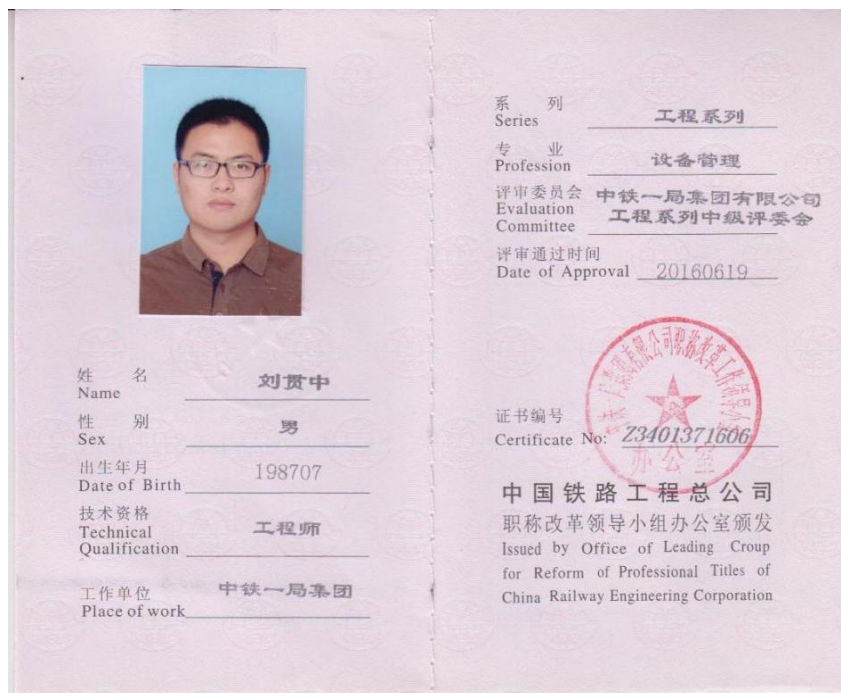 姓名 刘贯中
Name
性别 男
Sex
出生年月 198707
Date of Birth
技术资格
Technical 工程师
Qualification
工作单位 中铁一局集团
Place of work
系列 工程系列
Series
专业 设备管理
Profession
评审委员会 中铁一局集团有限公司
Evaluation 工程系列中级评委会
Committee
评审通过时间
Date of Approval 20160619
证书编号
Certificate No: Z3401371606
办公室
中国铁路工程总公司
职称改革领导小组办公室颁发
Issued by Office of Leading Croup
for Reform of Professional Titles of
China Railway Engineering Corporation